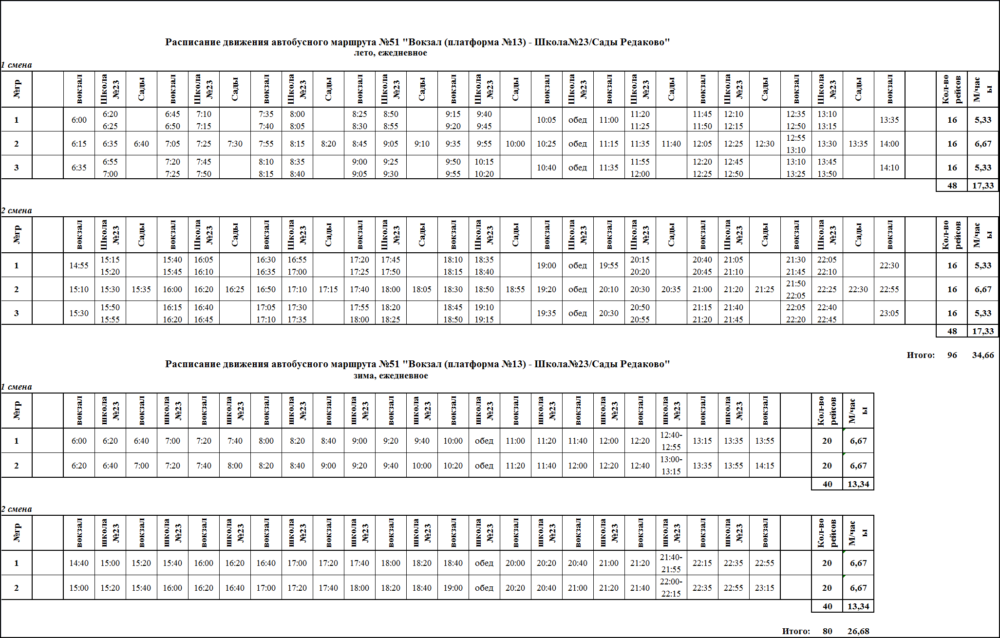 Расписание движения автобусного маршрута №51 "Вокзал (платформа №13) - Школа№23/Сады Редаково"
лето, ежедневное
1 смена
№гр вокзал Школа №23 Сады вокзал Школа №23 Сады вокзал Школа №23 Сады вокзал Школа №23 Сады вокзал Школа №23 Сады вокзал Школа №23 вокзал Школа №23 Сады вокзал Школа №23 Сады вокзал Школа №23 Сады вокзал Кол-во рейсов М/час ы
1 6:00 6:20 6:25 6:45 6:50 7:10 7:15 7:35 7:40 8:00 8:05 8:25 8:30 8:50 8:55 9:15 9:20 9:40 9:45 10:05 обед 11:00 11:20 11:25 11:45 11:50 12:10 12:15 12:35 12:50 13:10 13:15 13:35 16 5,33
2 6:15 6:35 6:40 7:05 7:25 7:30 7:55 8:15 8:20 8:45 9:05 9:10 9:35 9:55 10:00 10:25 обед 11:15 11:35 11:40 12:05 12:25 12:30 12:55 13:10 13:30 13:35 14:00 16 6,67
3 6:35 6:55 7:00 7:20 7:25 7:45 7:50 8:10 8:15 8:35 8:40 9:00 9:05 9:25 9:30 9:50 9:55 10:15 10:20 10:40 обед 11:35 11:55 12:00 12:20 12:25 12:45 12:50 13:10 13:25 13:45 13:50 14:10 16 5,33
48 17,33
2 смена
№гр вокзал Школа №23 Сады вокзал Школа №23 Сады вокзал Школа №23 Сады вокзал Школа №23 Сады вокзал Школа №23 Сады вокзал Школа №23 вокзал Школа №23 Сады вокзал Школа №23 Сады вокзал Школа №23 Сады вокзал Кол-во рейсов М/час ы
1 14:55 15:15 15:20 15:40 15:45 16:05 16:10 16:30 16:35 16:55 17:00 17:20 17:25 17:45 17:50 18:10 18:15 18:35 18:40 19:00 обед 19:55 20:15 20:20 20:40 20:45 21:05 21:10 21:30 21:45 22:05 22:10 22:30 16 5,33
2 15:10 15:30 15:35 16:00 16:20 16:25 16:50 17:10 17:15 17:40 18:00 18:05 18:30 18:50 18:55 19:20 обед 20:10 20:30 20:35 21:00 21:20 21:25 21:50 22:05 22:25 22:30 22:55 16 6,67
3 15:30 15:50 15:55 16:15 16:20 16:40 16:45 17:05 17:10 17:30 17:35 17:55 18:00 18:20 18:25 18:45 18:50 19:10 19:15 19:35 обед 20:30 20:50 20:55 21:15 21:20 21:40 21:45 22:05 22:20 22:40 22:45 23:05 16 5,33
48 17,33
Итого: 96 34,66
Расписание движения автобусного маршрута №51 "Вокзал (платформа №13) - Школа№23/Сады Редаково"
зима, ежедневное
1 смена
№гр вокзал школа №23 вокзал школа №23 вокзал школа №23 вокзал школа №23 вокзал школа №23 вокзал школа №23 вокзал школа №23 вокзал школа №23 вокзал школа №23 вокзал школа №23 вокзал школа №23 вокзал Кол-во рейсов М/час ы
1 6:00 6:20 6:40 7:00 7:20 7:40 8:00 8:20 8:40 9:00 9:20 9:40 10:00 обед 11:00 11:20 11:40 12:00 12:20 12:40-12:55 13:15 13:35 13:55 20 6,67
2 6:20 6:40 7:00 7:20 7:40 8:00 8:20 8:40 9:00 9:20 9:40 10:00 10:20 обед 11:20 11:40 12:00 12:20 12:40 13:00-13:15 13:35 13:55 14:15 20 6,67
40 13,34
2 смена
№гр вокзал школа №23 вокзал школа №23 вокзал школа №23 вокзал школа №23 вокзал школа №23 вокзал школа №23 вокзал школа №23 вокзал школа №23 вокзал школа №23 вокзал школа №23 вокзал школа №23 вокзал Кол-во рейсов М/час ы
1 14:40 15:00 15:20 15:40 16:00 16:20 16:40 17:00 17:20 17:40 18:00 18:20 18:40 обед 20:00 20:20 20:40 21:00 21:20 21:40-21:55 22:15 22:35 22:55 20 6,67
2 15:00 15:20 15:40 16:00 16:20 16:40 17:00 17:20 17:40 18:00 18:20 18:40 19:00 обед 20:20 20:40 21:00 21:20 21:40 22:00-22:15 22:35 22:55 23:15 20 6,67
40 13,34
Итого: 80 26,68